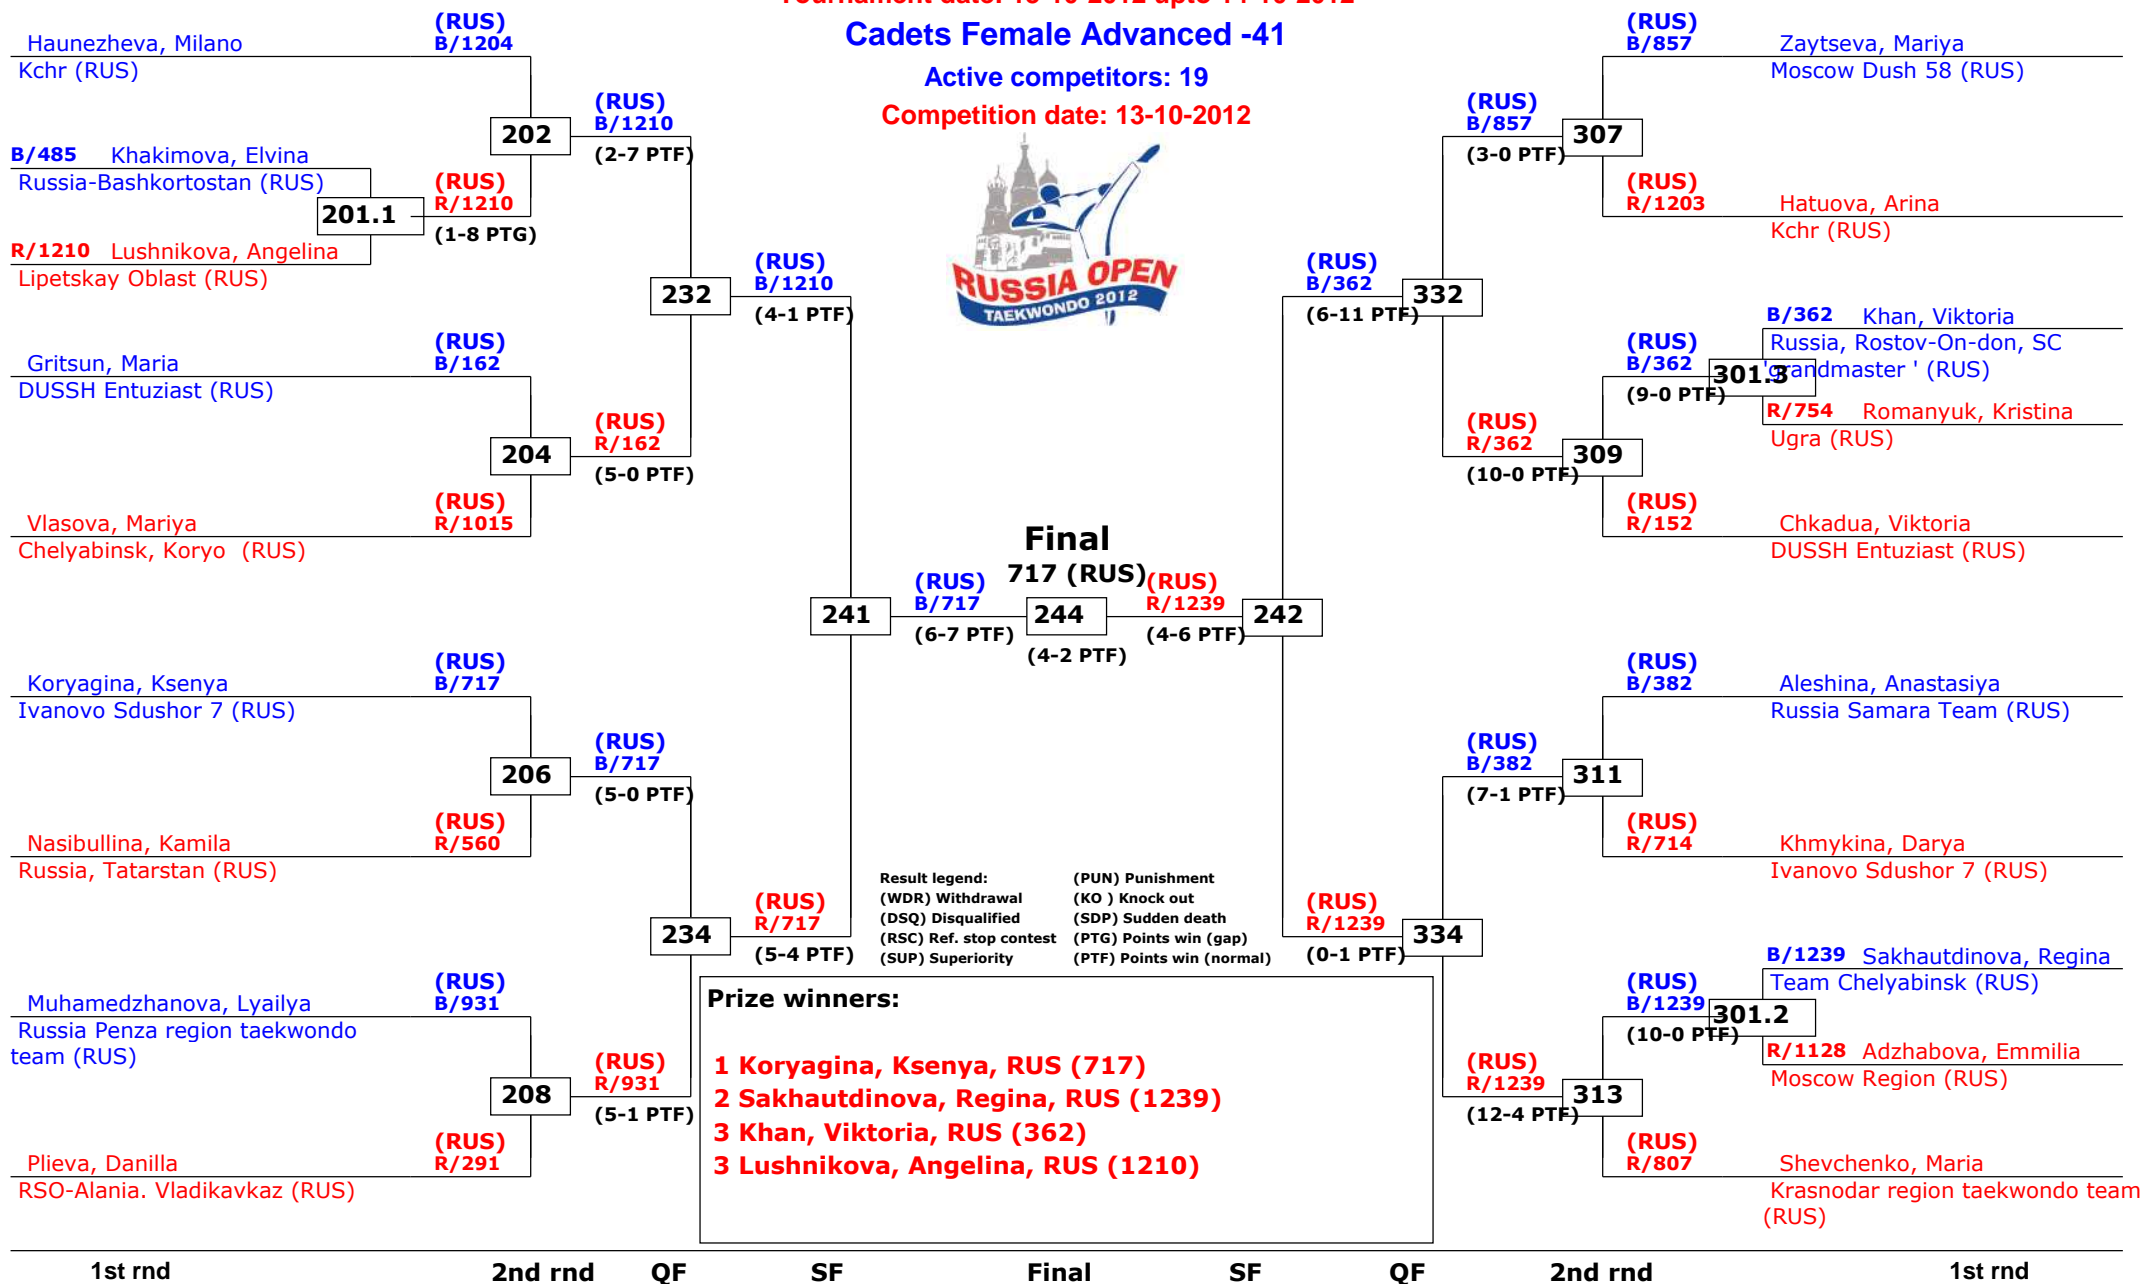 Tournament date: 13-10-2012 upto 14-10-2012
Cadets Female Advanced -41
Active competitors: 19
Competition date: 13-10-2012
RUSSIA OPEN
TAEKWONDO 2012
(RUS)
Haunezheva, Milano B/1204
Kchr (RUS)
(RUS)
B/1210
202
(2-7 PTF)
B/485 Khakimova, Elvina
Russia-Bashkortostan (RUS)
(RUS)
R/1210
201.1
(1-8 PTG)
R/1210 Lushnikova, Angelina
Lipetskay Oblast (RUS)
(RUS)
B/1210
232
(4-1 PTF)
(RUS)
Gritsun, Maria B/162
DUSSH Entuziast (RUS)
(RUS)
R/162
204
(5-0 PTF)
(RUS)
Vlasova, Mariya R/1015
Chelyabinsk, Koryo (RUS)
Final
717 (RUS)
(RUS)
B/717
241
(6-7 PTF)
244
(4-2 PTF)
(RUS)
R/1239
242
(4-6 PTF)
(RUS)
Koryagina, Ksenya B/717
Ivanovo Sdushor 7 (RUS)
(RUS)
B/717
206
(5-0 PTF)
(RUS)
Nasibullina, Kamila R/560
Russia, Tatarstan (RUS)
(RUS)
R/717
234
(5-4 PTF)
(RUS)
Muhamedzhanova, Lyailya B/931
Russia Penza region taekwondo
team (RUS)
(RUS)
R/931
208
(5-1 PTF)
(RUS)
Plieva, Danilla R/291
RSO-Alania. Vladikavkaz (RUS)
(RUS)
B/857 Zaytseva, Mariya
Moscow Dush 58 (RUS)
(RUS)
B/857
307
(3-0 PTF)
(RUS)
R/1203 Hatuova, Arina
Kchr (RUS)
(RUS)
B/362
332
(6-11 PTF)
B/362 Khan, Viktoria
Russia, Rostov-On-don, SC
'grandmaster ' (RUS)
(RUS)
B/362
301.3
(9-0 PTF)
R/754 Romanyuk, Kristina
Ugra (RUS)
(RUS)
R/362
309
(10-0 PTF)
(RUS)
R/152 Chkadua, Viktoria
DUSSH Entuziast (RUS)
(RUS)
B/382 Aleshina, Anastasiya
Russia Samara Team (RUS)
(RUS)
B/382
311
(7-1 PTF)
(RUS)
R/714 Khmykina, Darya
Ivanovo Sdushor 7 (RUS)
(RUS)
R/1239
334
(0-1 PTF)
B/1239 Sakhautdinova, Regina
Team Chelyabinsk (RUS)
(RUS)
B/1239
301.2
(10-0 PTF)
R/1128 Adzhabova, Emmilia
Moscow Region (RUS)
(RUS)
R/1239
313
(12-4 PTF)
(RUS)
R/807 Shevchenko, Maria
Krasnodar region taekwondo team
(RUS)
Result legend: (PUN) Punishment
(WDR) Withdrawal (KO ) Knock out
(DSQ) Disqualified (SDP) Sudden death
(RSC) Ref. stop contest (PTG) Points win (gap)
(SUP) Superiority (PTF) Points win (normal)
Prize winners:
1 Koryagina, Ksenya, RUS (717)
2 Sakhautdinova, Regina, RUS (1239)
3 Khan, Viktoria, RUS (362)
3 Lushnikova, Angelina, RUS (1210)
1st rnd 2nd rnd QF SF Final SF QF 2nd rnd 1st rnd